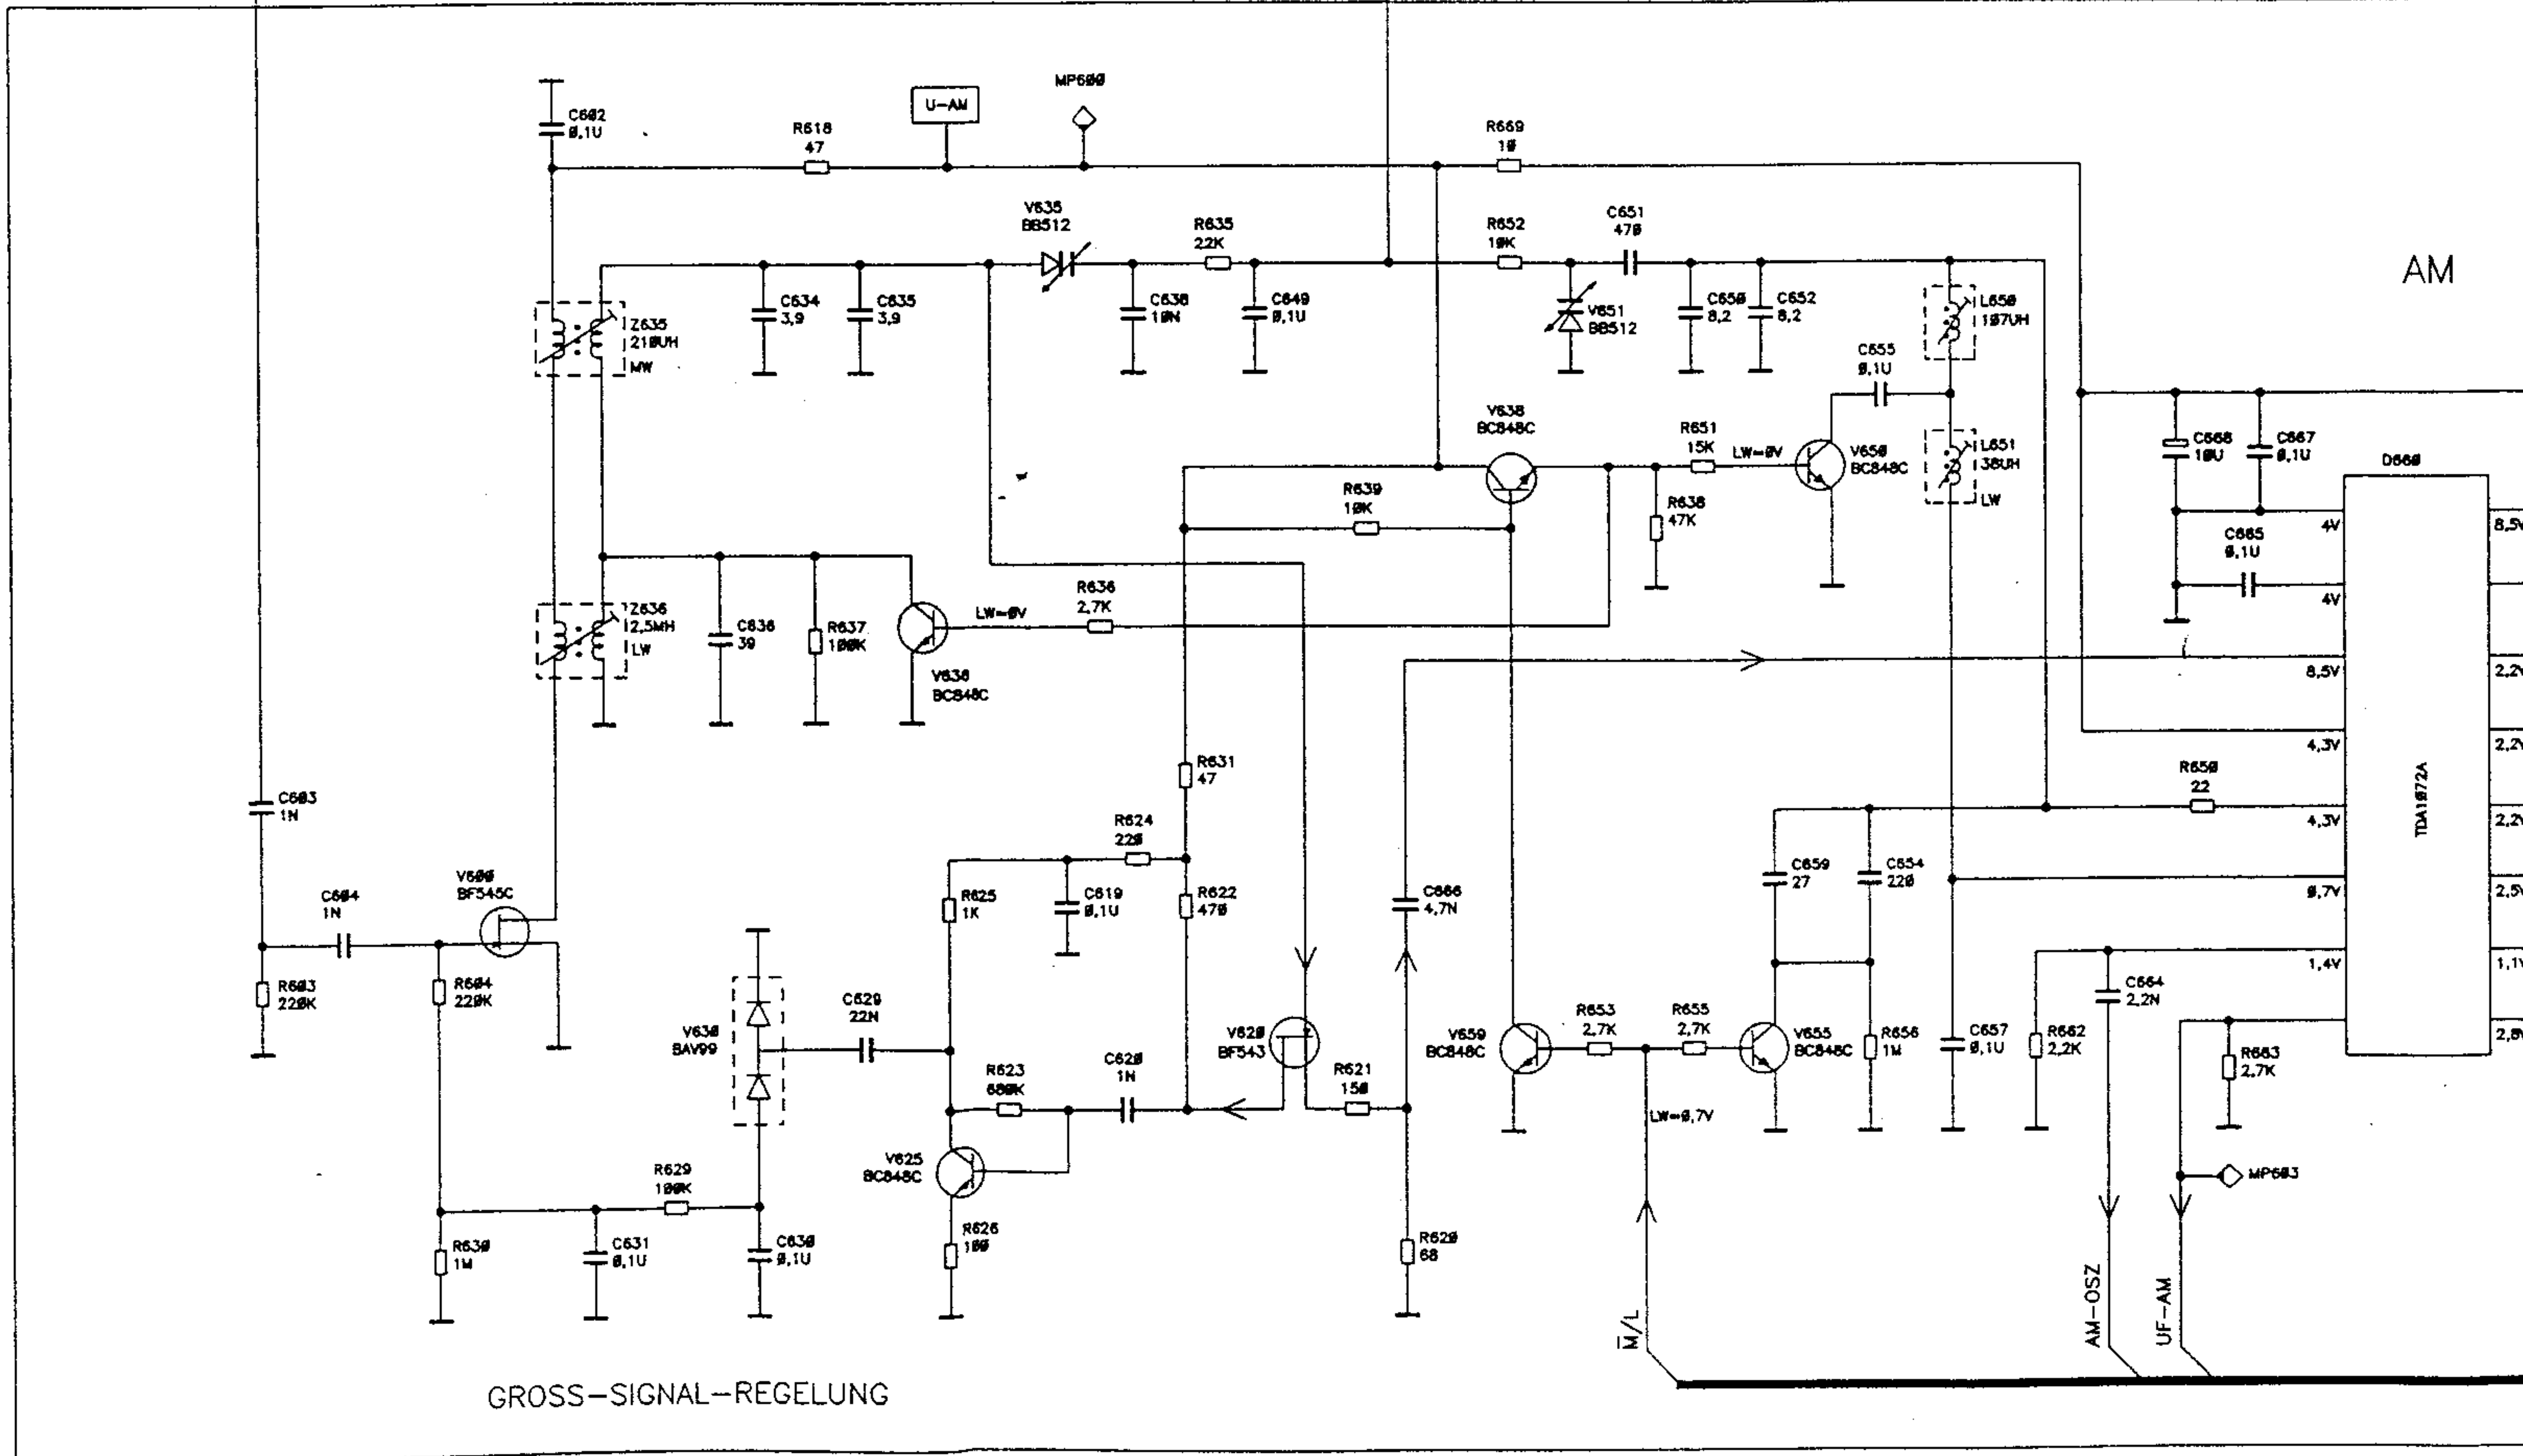 MP600
U-AM
C602
0,1U
R618
47
R669
10
V635
BB512
R635
22K
R652
10K
C651
470
AM
C634
3,9
C635
3,9
C638
10N
C649
0,1U
V651
BB512
C650
8,2
C652
8,2
L650
107UH
Z635
210UH
MW
C655
0,1U
V638
BC848C
R651
15K
LW=0V
V650
BC848C
L651
38UH
LW
C668
10U
C667
0,1U
D660
R639
10K
R638
47K
4V
8,5V
C665
0,1U
4V
R636
2,7K
LW=0V
Z636
2,5MH
LW
C636
39
R637
100K
V636
BC848C
8,5V
2,2V
4,3V
2,2V
R631
47
R650
22
TDA1072A
C603
1N
R624
220
4,3V
2,2V
C659
27
C654
220
V600
BF545C
C604
1N
R625
1K
C619
0,1U
R622
470
C666
4,7N
0,7V
2,5V
R603
220K
R604
220K
C629
22N
1,4V
1,1V
C664
2,2N
V630
BAV99
V620
BF543
V659
BC848C
R653
2,7K
R655
2,7K
V655
BC848C
R656
1M
C657
0,1U
R662
2,2K
R663
2,7K
2,8V
R623
680K
C620
1N
R621
150
LW=0,7V
V625
BC848C
R629
100K
MP603
R630
1M
C631
0,1U
C630
0,1U
R626
100
R620
68
M/L
AM-OSZ
UF-AM
GROSS-SIGNAL-REGELUNG